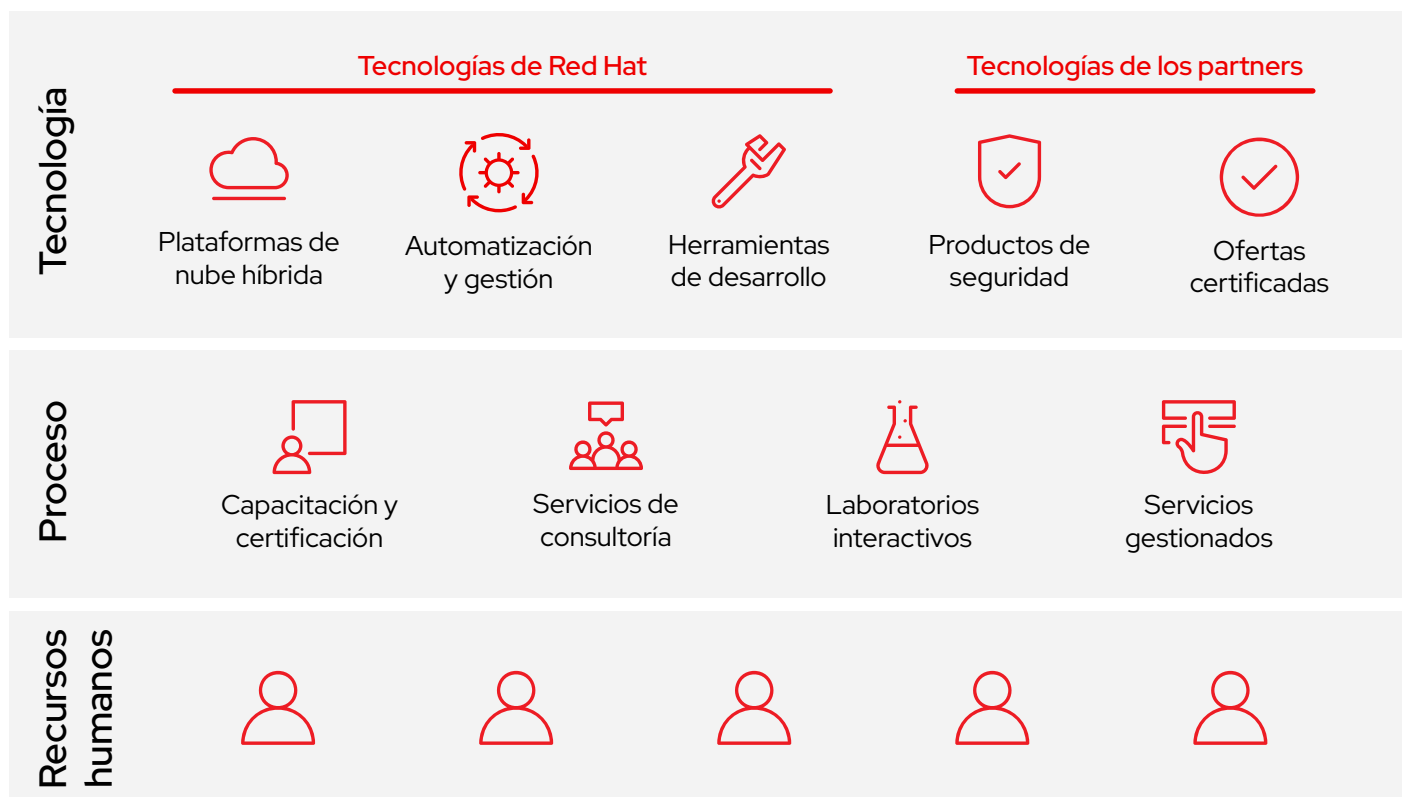 Tecnología
Tecnologías de Red Hat
Tecnologías de los partners
Plataformas de
nube híbrida
Automatización
y gestión
Herramientas
de desarrollo
Productos de
seguridad
Ofertas
certificadas
Proceso
Capacitación y
certificación
Servicios de
consultoría
Laboratorios
interactivos
Servicios
gestionados
Recursos
humanos